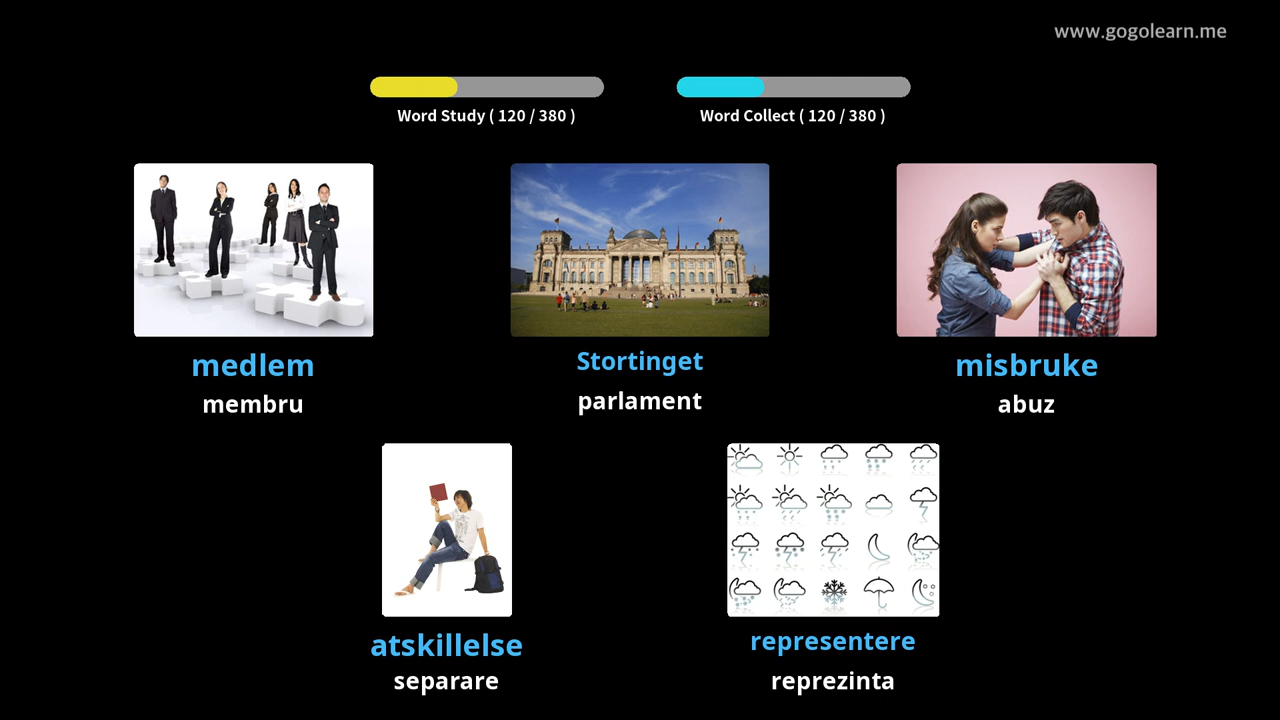 www.gogolearn.me
Word Study ( 120 / 380 )
Word Collect ( 120 / 380 )
medlem
membru
Stortinget
parlament
misbruke
abuz
atskillelse
separare
representere
reprezinta